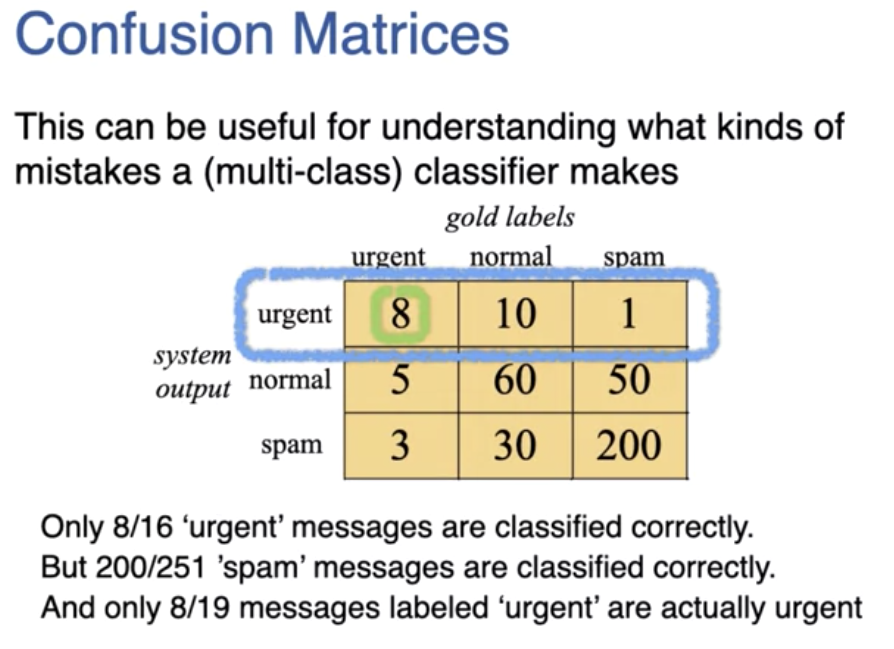 Confusion Matrices
This can be useful for understanding what kinds of
mistakes a (multi-class) classifier makes
gold labels
urgent normal spam
urgent 8 10 1
system
output normal 5 60 50
spam 3 30 200
Only 8/16 ‘urgent’ messages are classified correctly.
But 200/251 ’spam’ messages are classified correctly.
And only 8/19 messages labeled ‘urgent’ are actually urgent